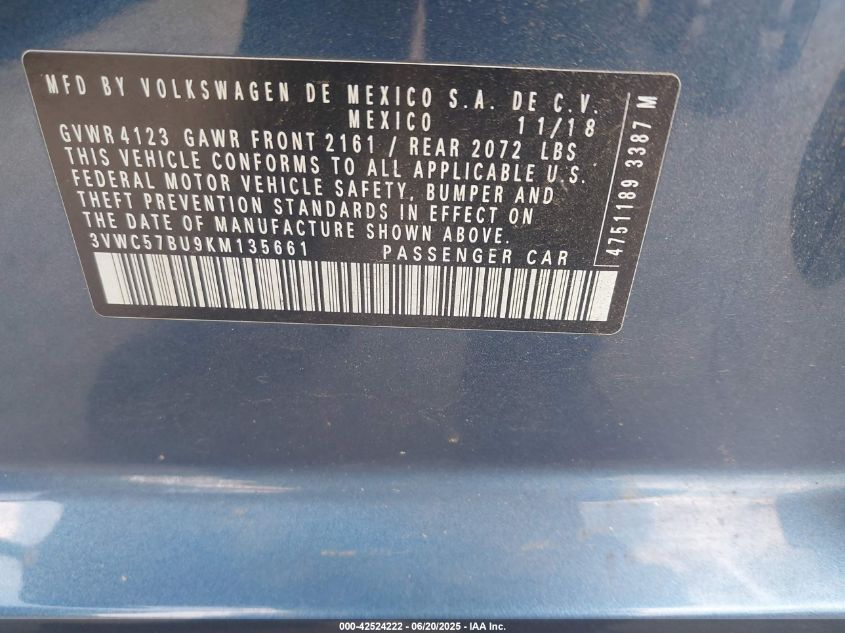 MFD BY VOLKSWAGEN DE MEXICO S.A. DE C.V.
MEXICO 11/18
GVWR 4123 GAWR FRONT 2161 / REAR 2072 LBS
THIS VEHICLE CONFORMS TO ALL APPLICABLE U.S.
FEDERAL MOTOR VEHICLE SAFETY, BUMPER AND
THEFT PREVENTION STANDARDS IN EFFECT ON
THE DATE OF MANUFACTURE SHOWN ABOVE.
3VWC57BU9KM135661 PASSENGER CAR
4751189 3387 M
000-42524222 - 06/20/2025 - IAA Inc.